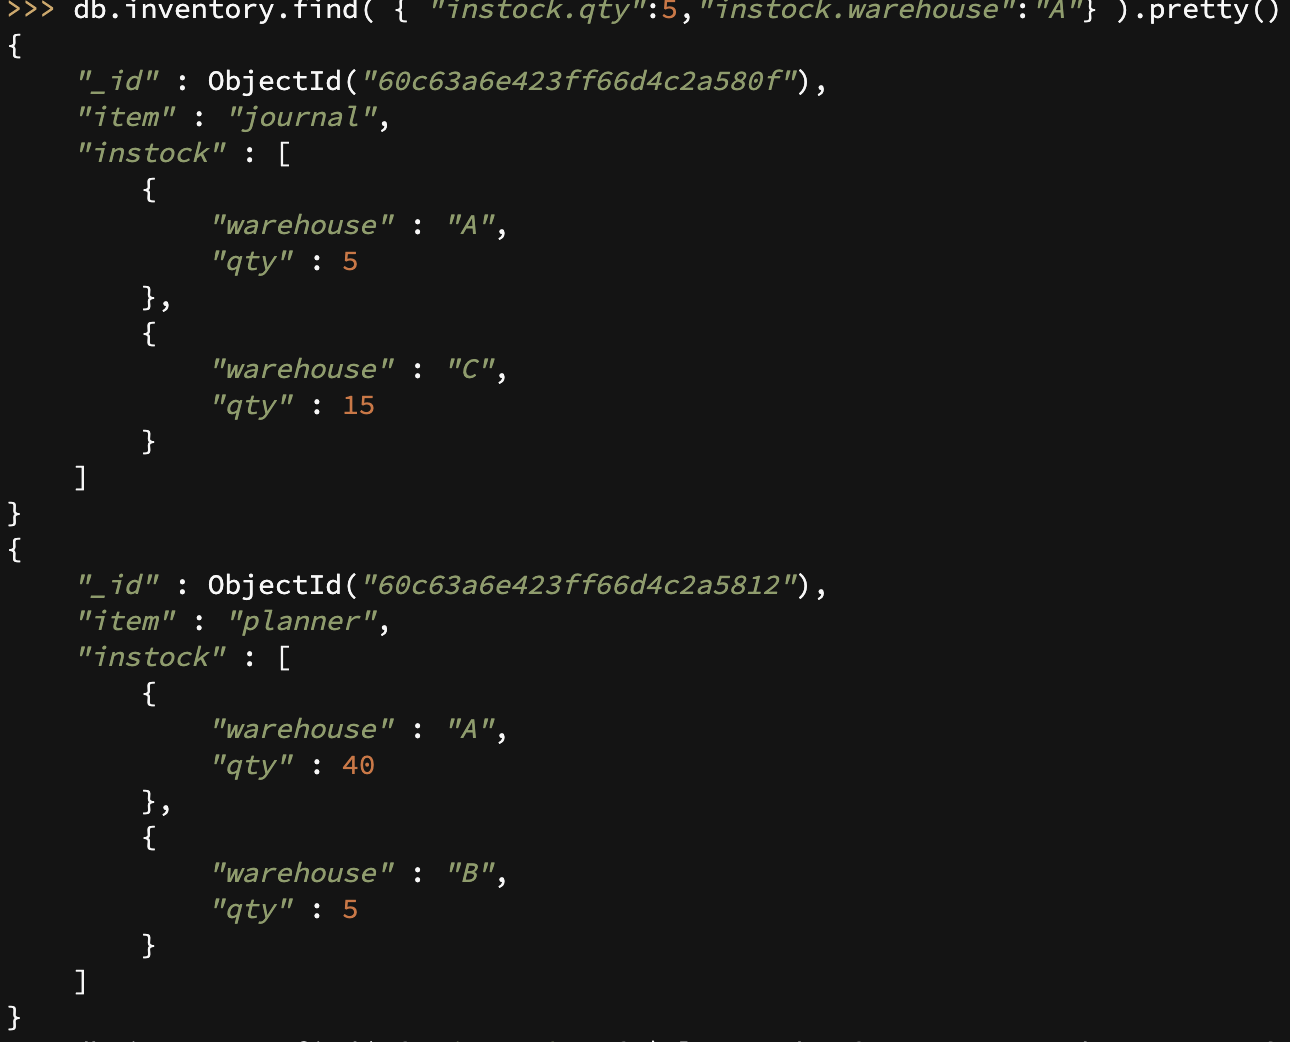 >>> db.inventory.find( { "instock.qty":5,"instock.warehouse":"A"} ).pretty()
{
"_id" : ObjectId("60c63a6e423ff66d4c2a580f"),
"item" : "journal",
"instock" : [
{
"warehouse" : "A",
"qty" : 5
},
{
"warehouse" : "C",
"qty" : 15
}
]
}
{
"_id" : ObjectId("60c63a6e423ff66d4c2a5812"),
"item" : "planner",
"instock" : [
{
"warehouse" : "A",
"qty" : 40
},
{
"warehouse" : "B",
"qty" : 5
}
]
}